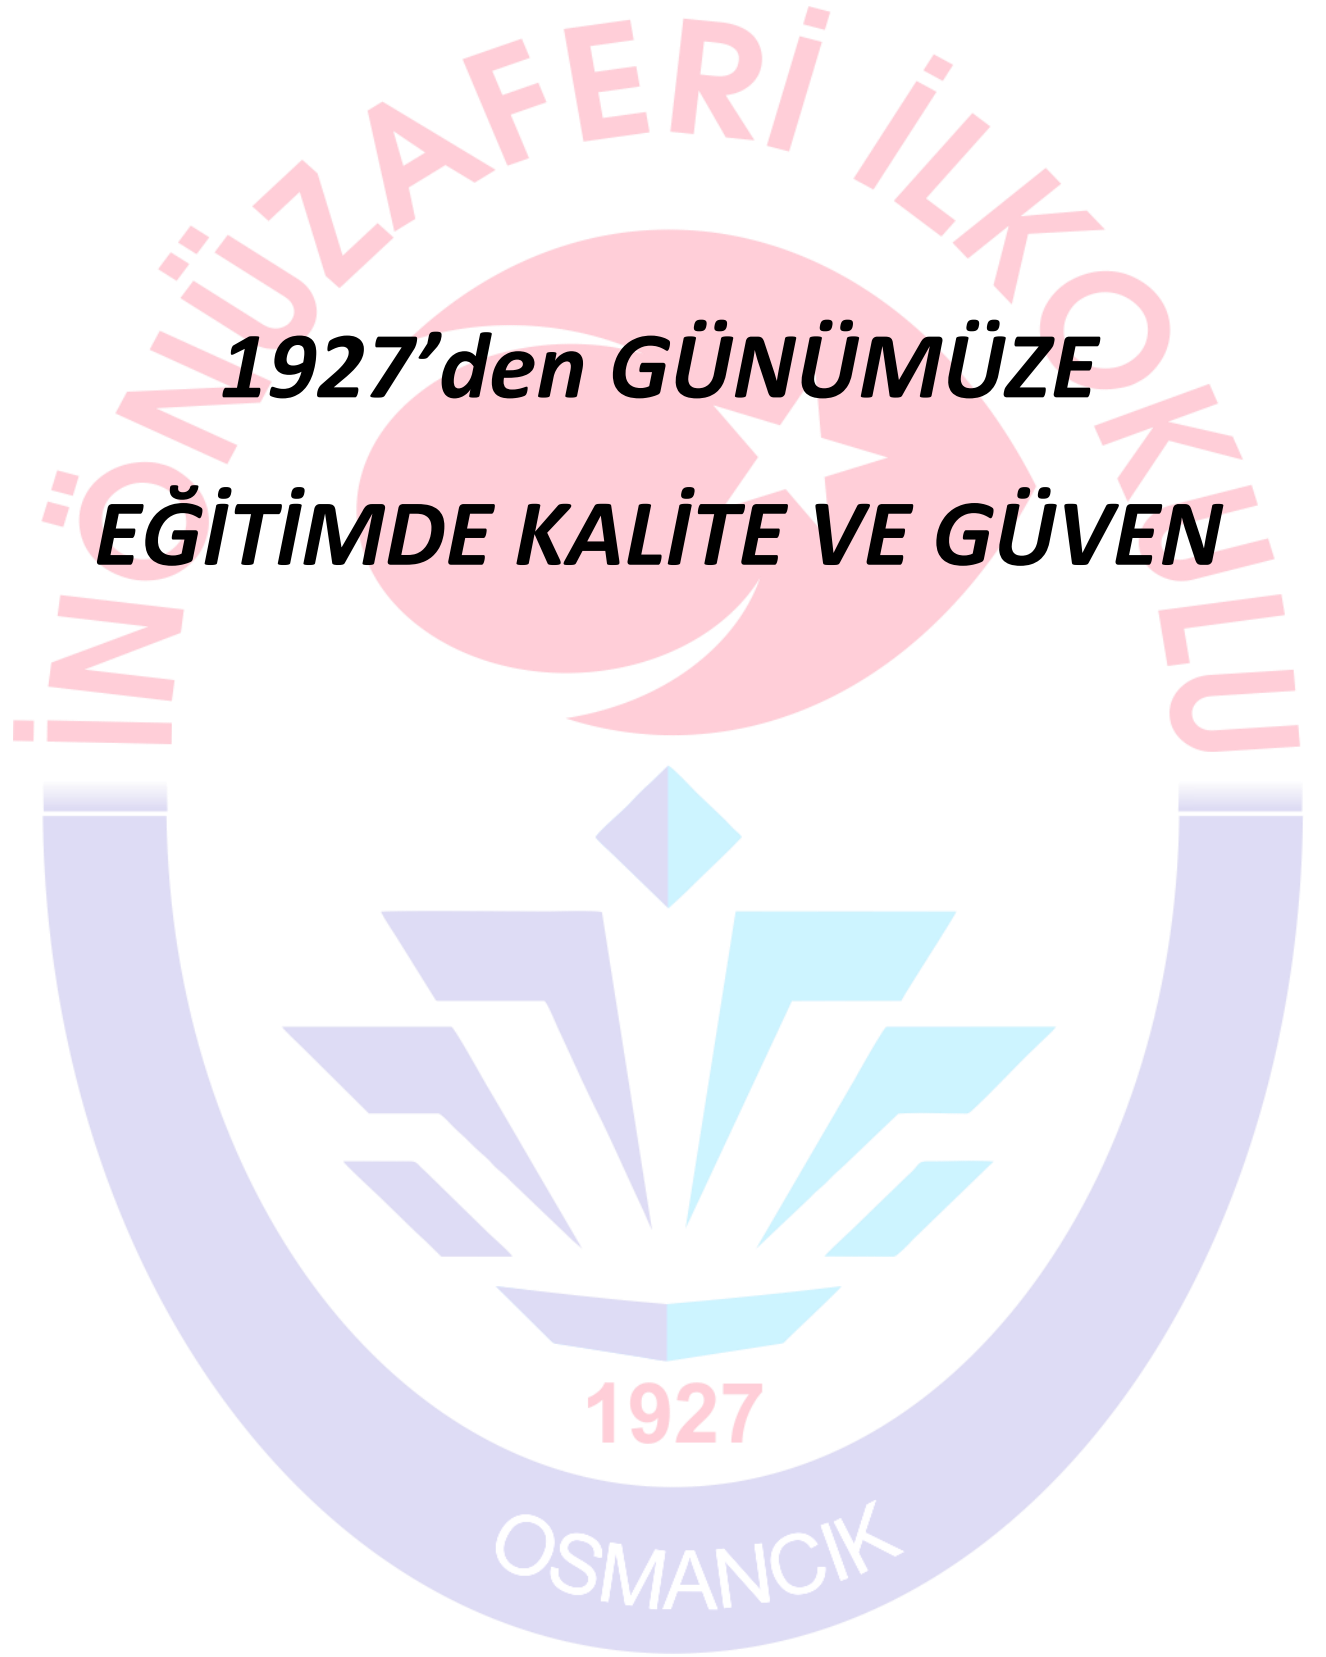 İNÖNÜZAFERİ İLKOKULU
1927’den GÜNÜMÜZE
EĞİTİMDE KALİTE VE GÜVEN
1927
OSMANCIK